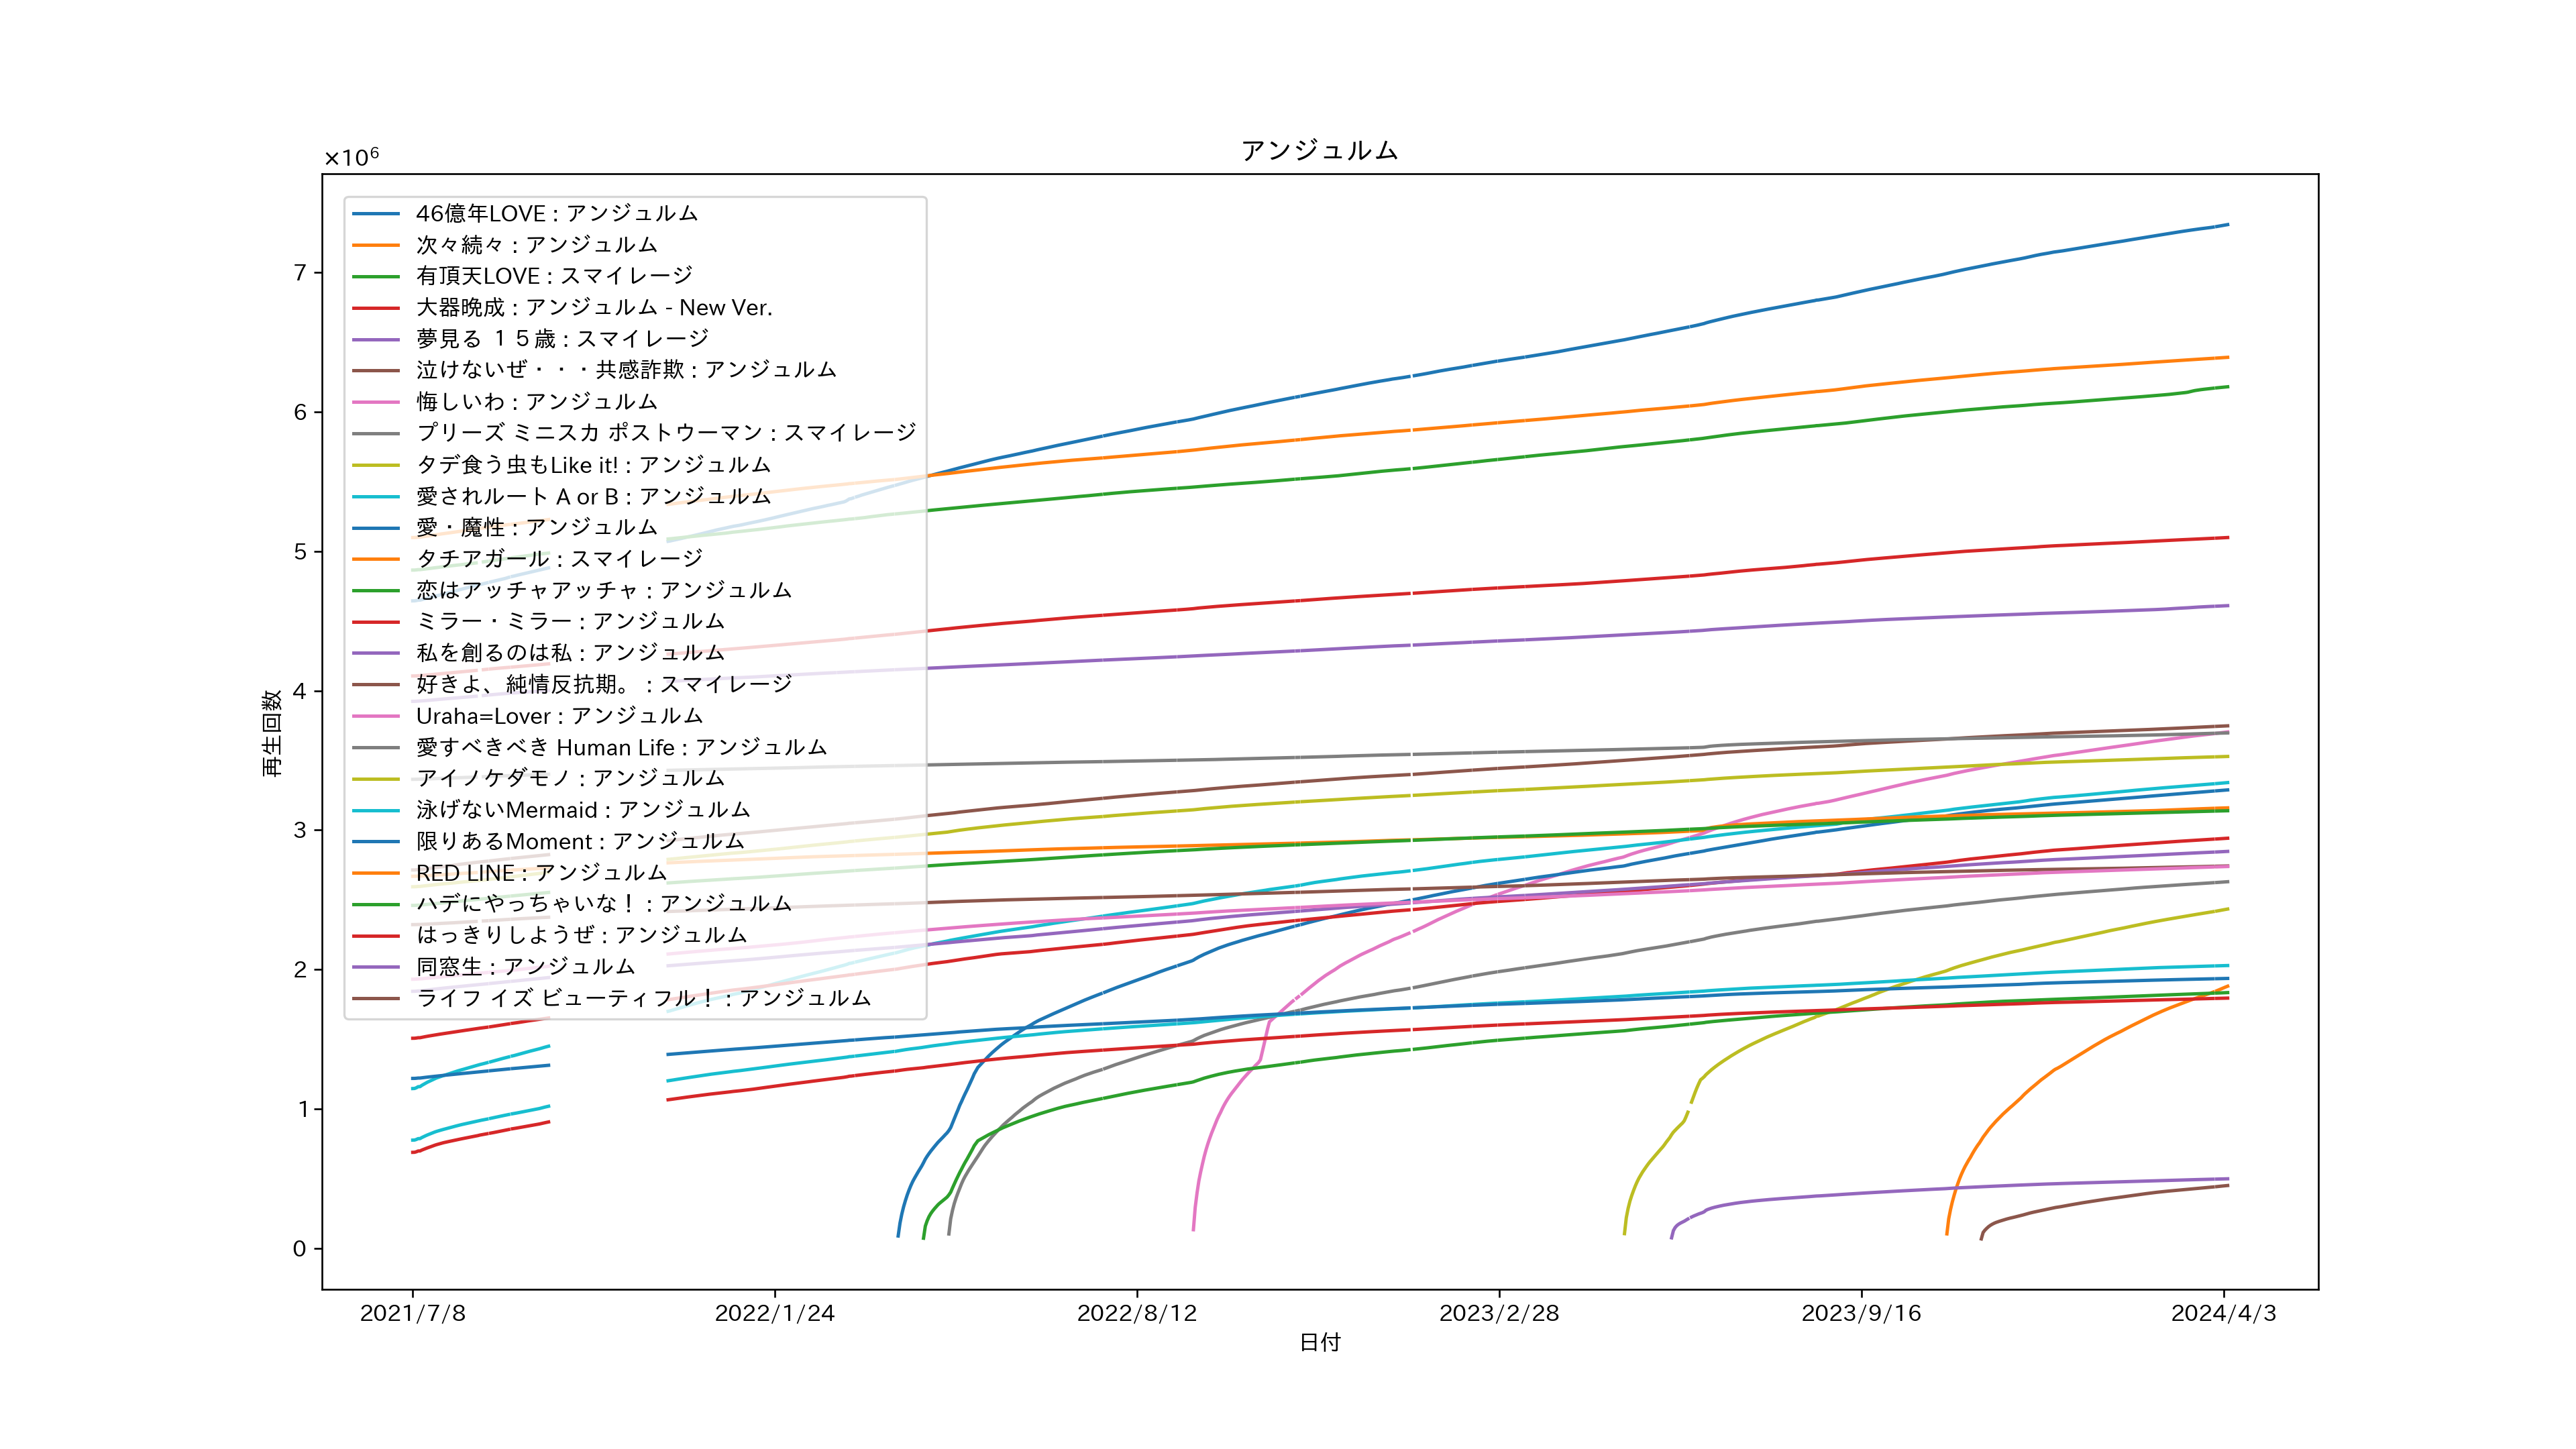 アンジュルム
×10⁶
46億年LOVE : アンジュルム
次々続々 : アンジュルム
有頂天LOVE : スマイレージ
大器晩成 : アンジュルム - New Ver.
夢見る １５歳 : スマイレージ
泣けないぜ・・・共感詐欺 : アンジュルム
悔しいわ : アンジュルム
プリーズ ミニスカ ポストウーマン : スマイレージ
タデ食う虫もLike it! : アンジュルム
愛されルート A or B : アンジュルム
愛・魔性 : アンジュルム
タチアガール : スマイレージ
恋はアッチャアッチャ : アンジュルム
ミラー・ミラー : アンジュルム
私を創るのは私 : アンジュルム
好きよ、純情反抗期。 : スマイレージ
Uraha=Lover : アンジュルム
愛すべきべき Human Life : アンジュルム
アイノケダモノ : アンジュルム
泳げないMermaid : アンジュルム
限りあるMoment : アンジュルム
RED LINE : アンジュルム
ハデにやっちゃいな！ : アンジュルム
はっきりしようぜ : アンジュルム
同窓生 : アンジュルム
ライフ イズ ビューティフル！ : アンジュルム
7
6
5
4
3
2
1
0
再生回数
2021/7/8 2022/1/24 2022/8/12 2023/2/28 2023/9/16 2024/4/3
日付